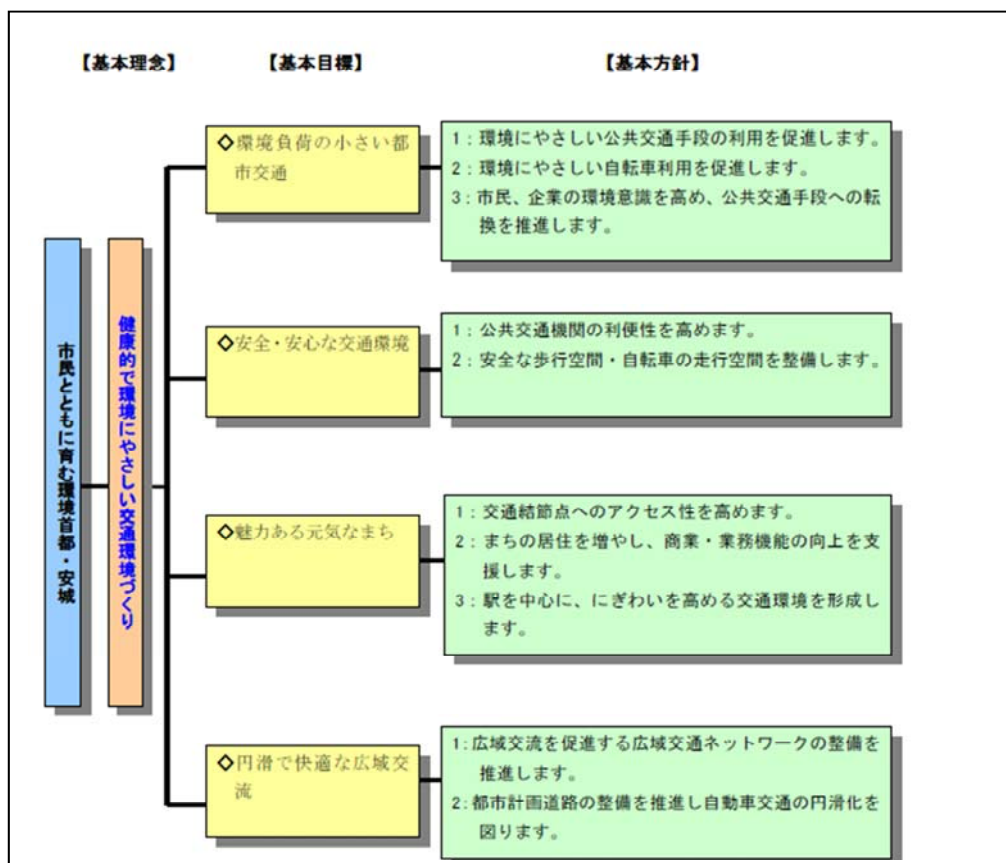 【基本理念】
【基本目標】
【基本方針】
市民とともに育む環境首都・安城
健康的で環境にやさしい交通環境づくり
◇環境負荷の小さい都
市交通
1：環境にやさしい公共交通手段の利用を促進します。
2：環境にやさしい自転車利用を促進します。
3：市民、企業の環境意識を高め、公共交通手段への転
換を推進します。
◇安全・安心な交通環境
1：公共交通機関の利便性を高めます。
2：安全な歩行空間・自転車の走行空間を整備します。
◇魅力ある元気なまち
1：交通結節点へのアクセス性を高めます。
2：まちの居住を増やし、商業・業務機能の向上を支
援します。
3：駅を中心に、にぎわいを高める交通環境を形成し
ます。
◇円滑で快適な広域交
流
1：広域交流を促進する広域交通ネットワークの整備を
推進します。
2：都市計画道路の整備を推進し自動車交通の円滑化を
図ります。